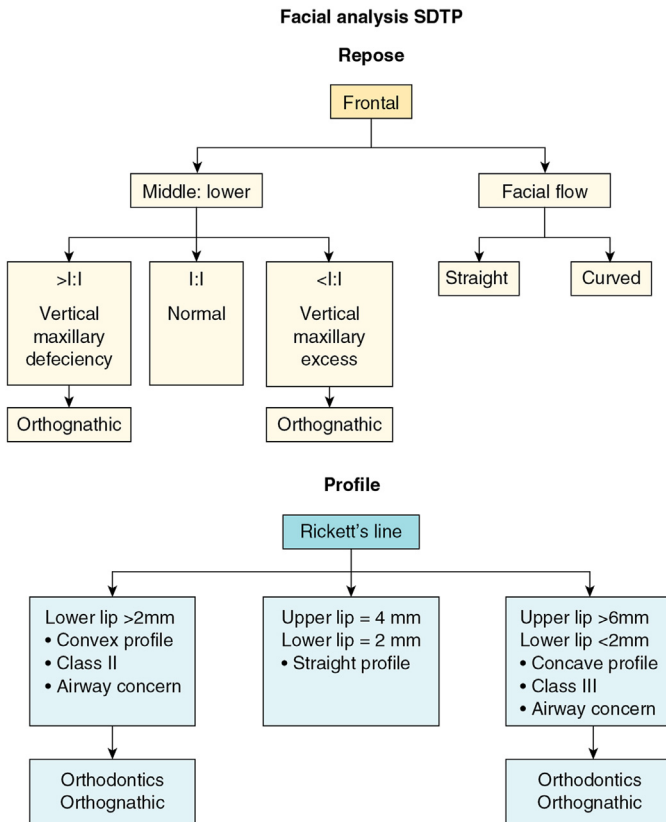 Facial analysis SDTP
Repose
Frontal
Middle: lower
Facial flow
>I:I
Vertical
maxillary
defeciency
I:I
Normal
<I:I
Vertical
maxillary
excess
Straight
Curved
Orthognathic
Orthognathic
Profile
Rickett’s line
Lower lip >2mm
• Convex profile
• Class II
• Airway concern
Upper lip = 4 mm
Lower lip = 2 mm
• Straight profile
Upper lip >6mm
Lower lip <2mm
• Concave profile
• Class III
• Airway concern
Orthodontics
Orthognathic
Orthodontics
Orthognathic